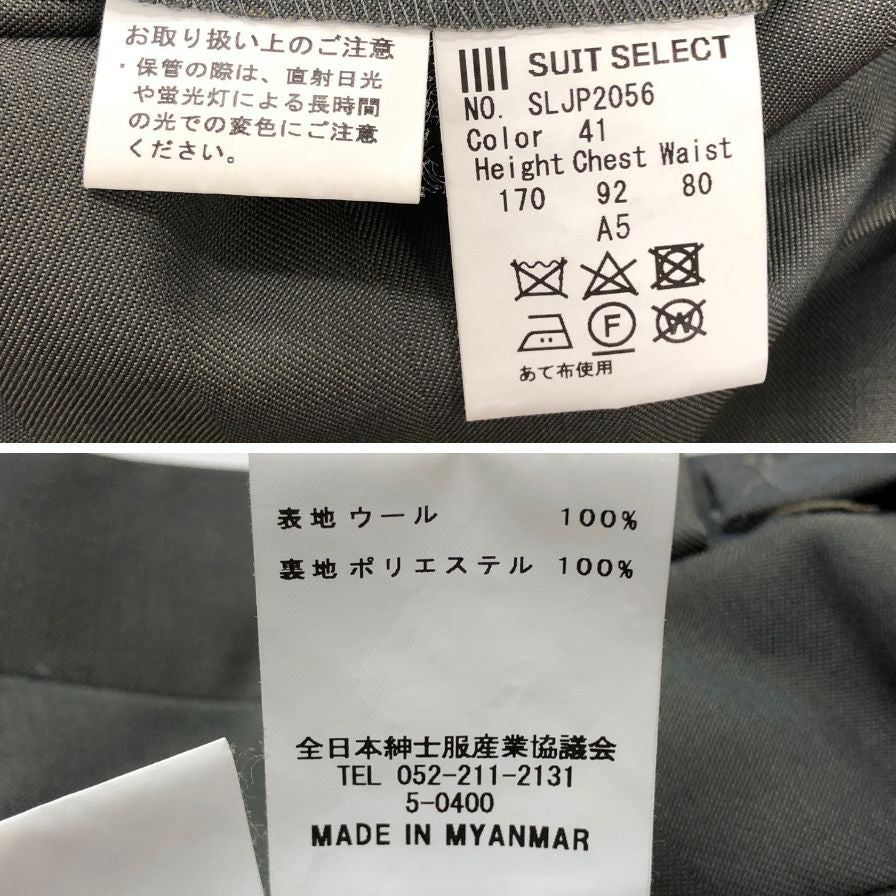 お取り扱い上のご注意
・保管の際は、直射日光
や蛍光灯による長時間
の光での変色にご注意
ください。
SUIT SELECT
NO. SLJP2056
Color 41
Height Chest Waist
170 92 80
A5
F W
あて布使用
表地 ウール 100%
裏地 ポリエステル 100%
全日本紳士服産業協議会
TEL 052-211-2131
5-0400
MADE IN MYANMAR